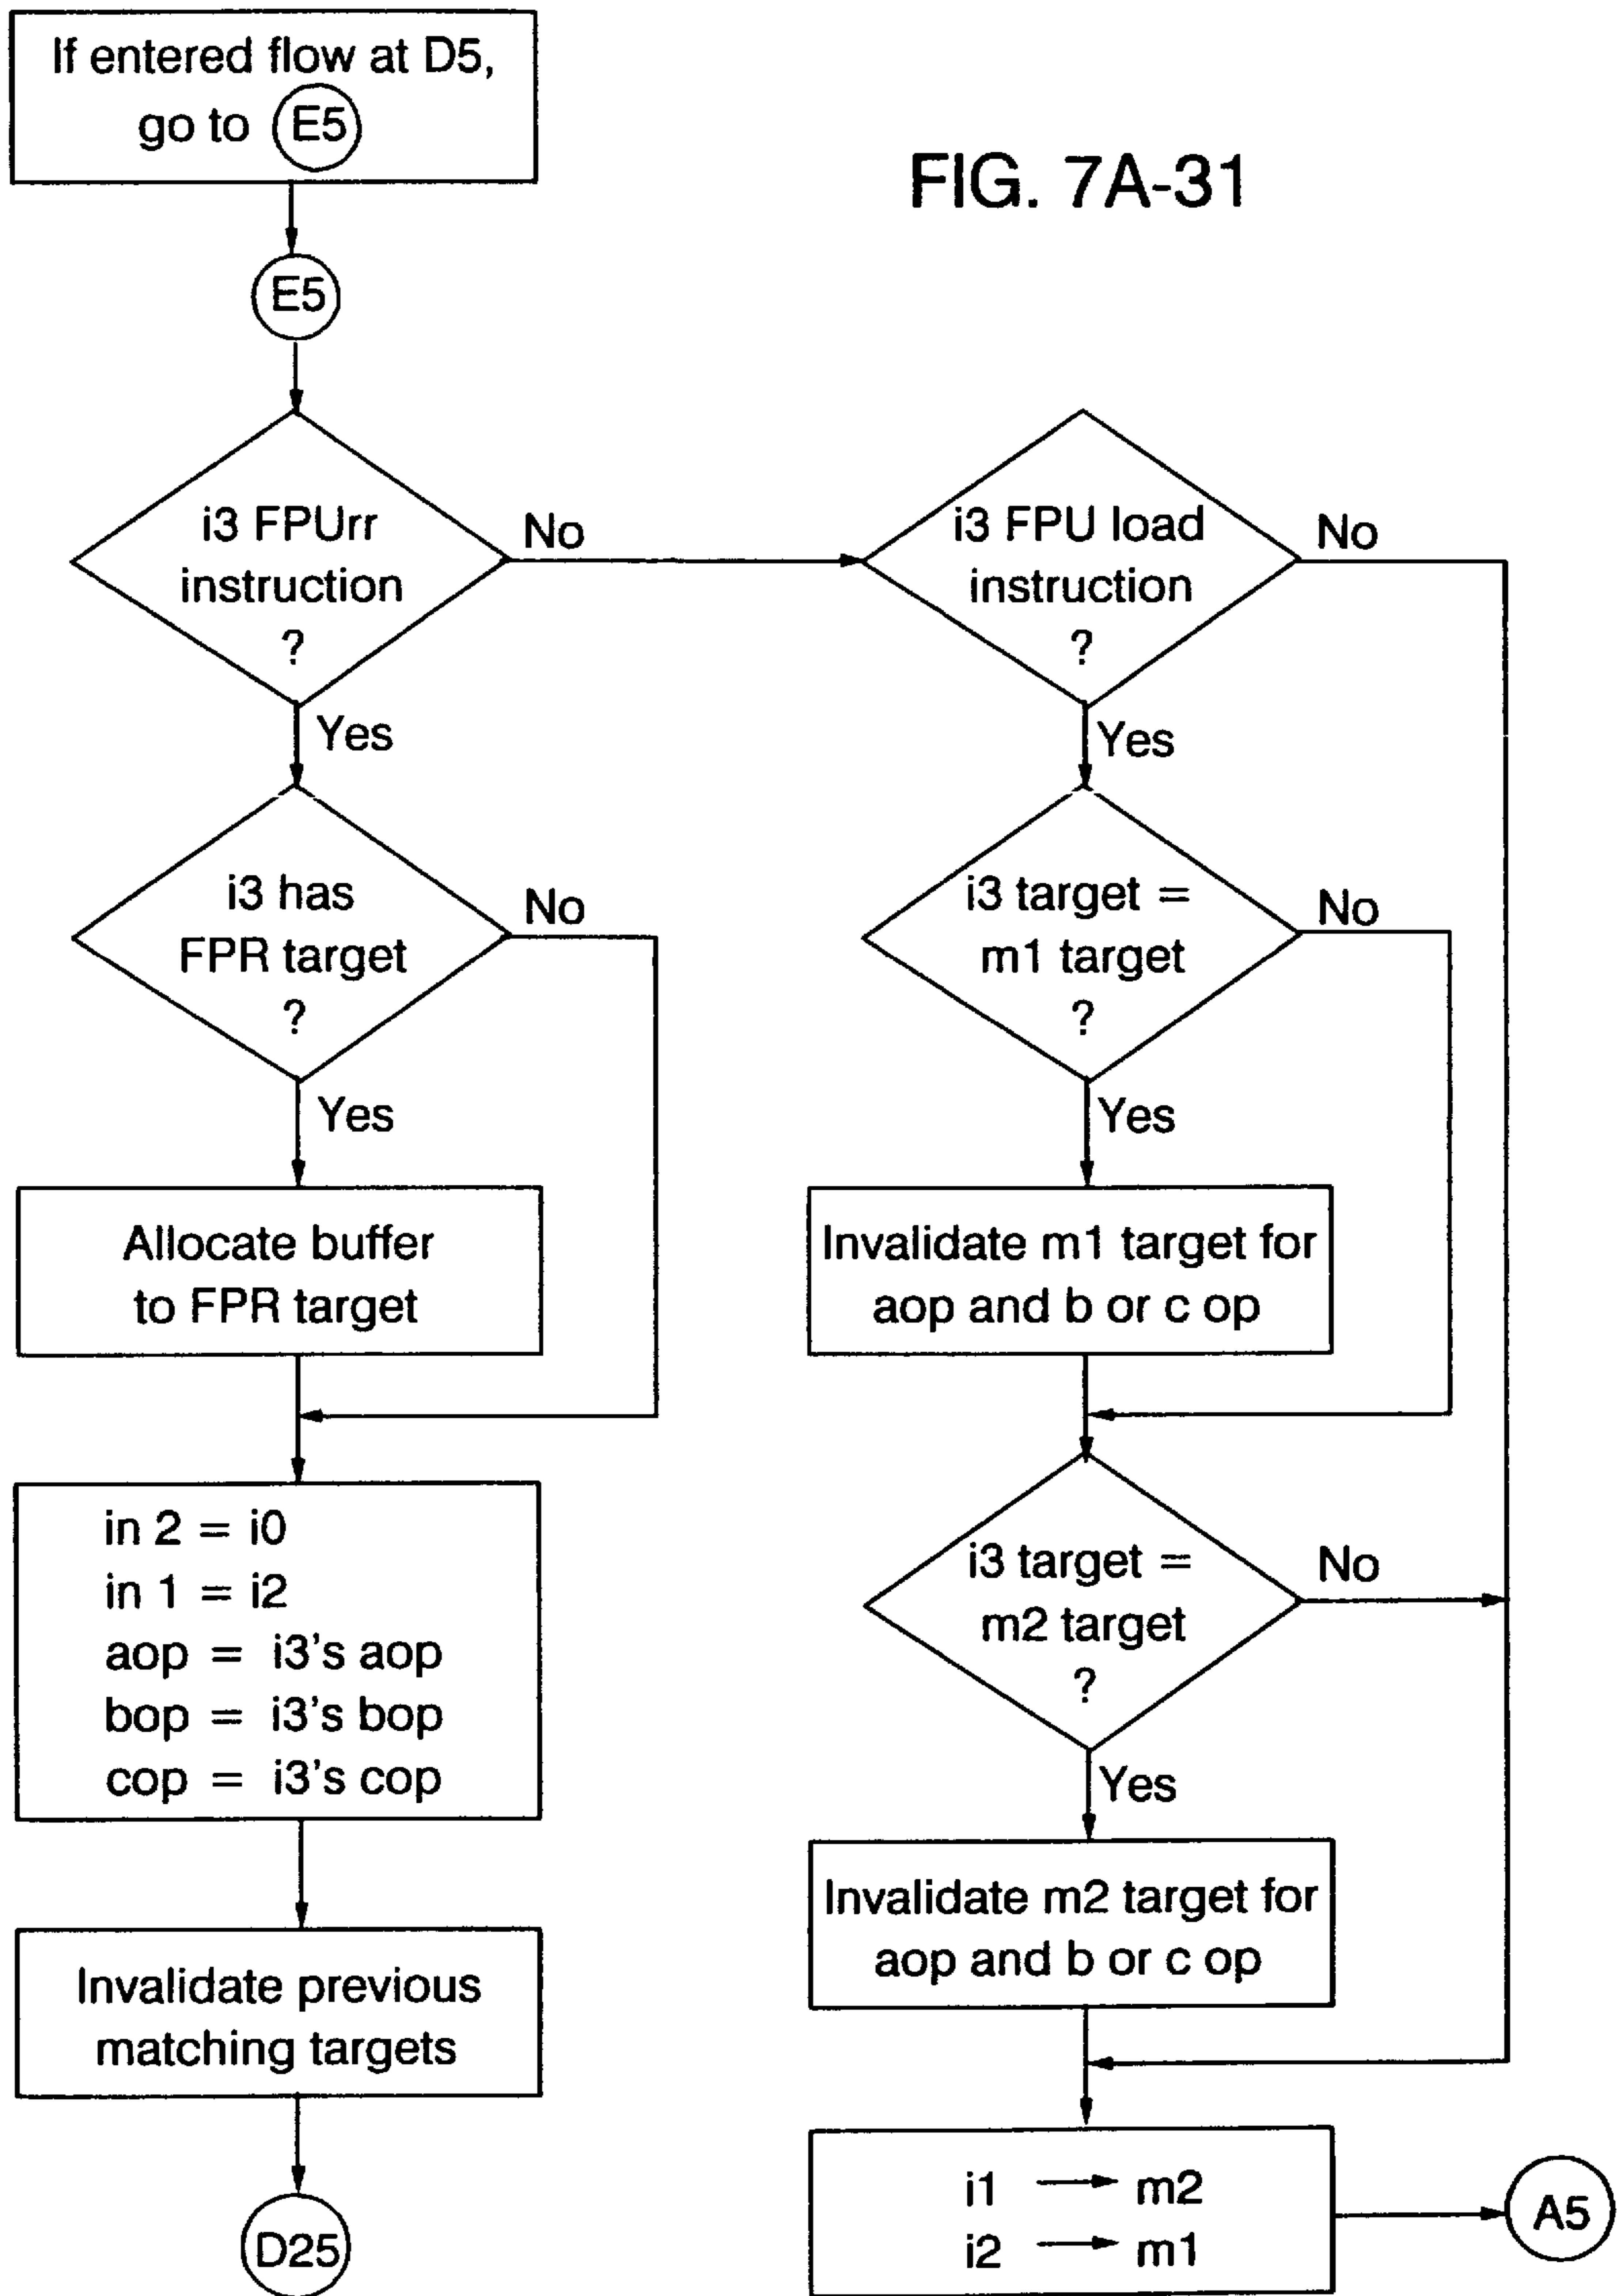 If entered flow at D5,
go to E5
FIG. 7A-31
E5
i3 FPUrr
instruction
?
No
Yes
i3 FPU load
instruction
?
No
Yes
i3 has
FPR target
?
No
Yes
i3 target =
m1 target
?
No
Yes
Allocate buffer
to FPR target
Invalidate m1 target for
aop and b or c op
in 2 = i0
in 1 = i2
aop = i3's aop
bop = i3's bop
cop = i3's cop
i3 target =
m2 target
?
No
Yes
Invalidate previous
matching targets
Invalidate m2 target for
aop and b or c op
D25
i1 → m2
i2 → m1
A5